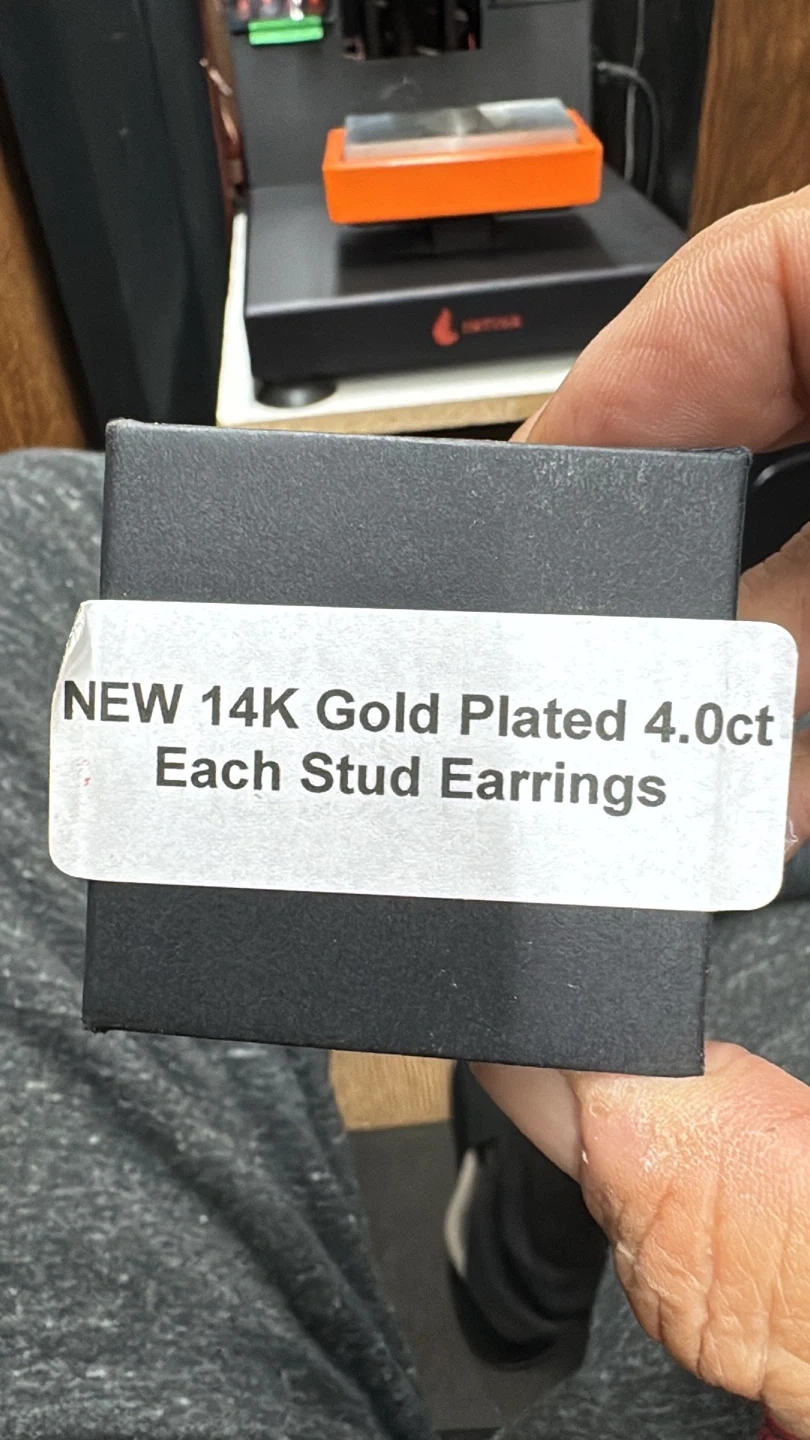 NEW 14K Gold Plated 4.0ct
Each Stud Earrings